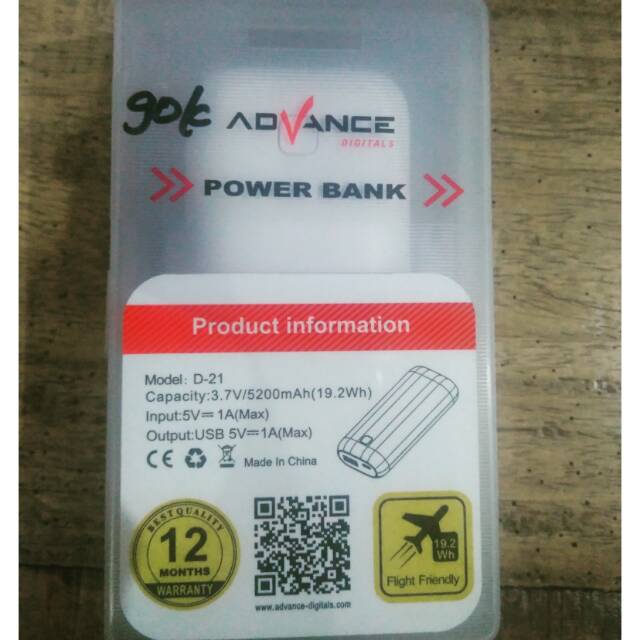 90k
ADVANCE
DIGITALS
POWER BANK
Product information
Model: D-21
Capacity:3.7V/5200mAh(19.2Wh)
Input:5V⎓1A(Max)
Output:USB 5V⎓1A(Max)
CE Made In China
BEST QUALITY
12
MONTHS
WARRANTY
www.advance-digitals.com
19.2
Wh
Flight Friendly